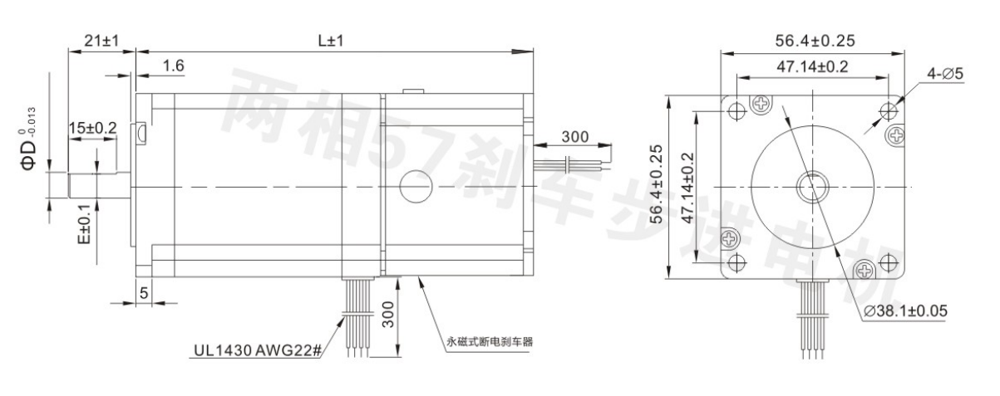 21±1
L±1
1.6
ΦD 0 -0.013
15±0.2
E±0.1
5
300
300
UL1430 AWG22#
永磁式断电刹车器
两相57刹车步进电机
56.4±0.25
47.14±0.2
4-∅5
56.4±0.25
47.14±0.2
∅38.1±0.05